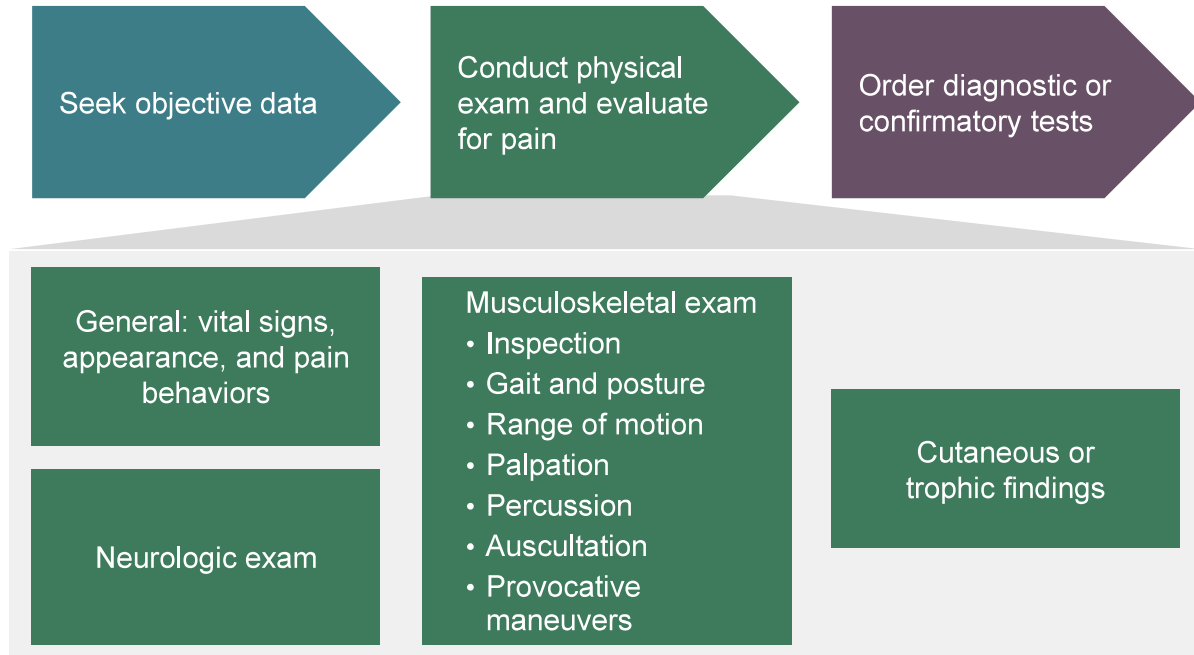 Seek objective data
Conduct physical
exam and evaluate
for pain
Order diagnostic or
confirmatory tests
General: vital signs,
appearance, and pain
behaviors
Neurologic exam
Musculoskeletal exam
• Inspection
• Gait and posture
• Range of motion
• Palpation
• Percussion
• Auscultation
• Provocative
maneuvers
Cutaneous or
trophic findings